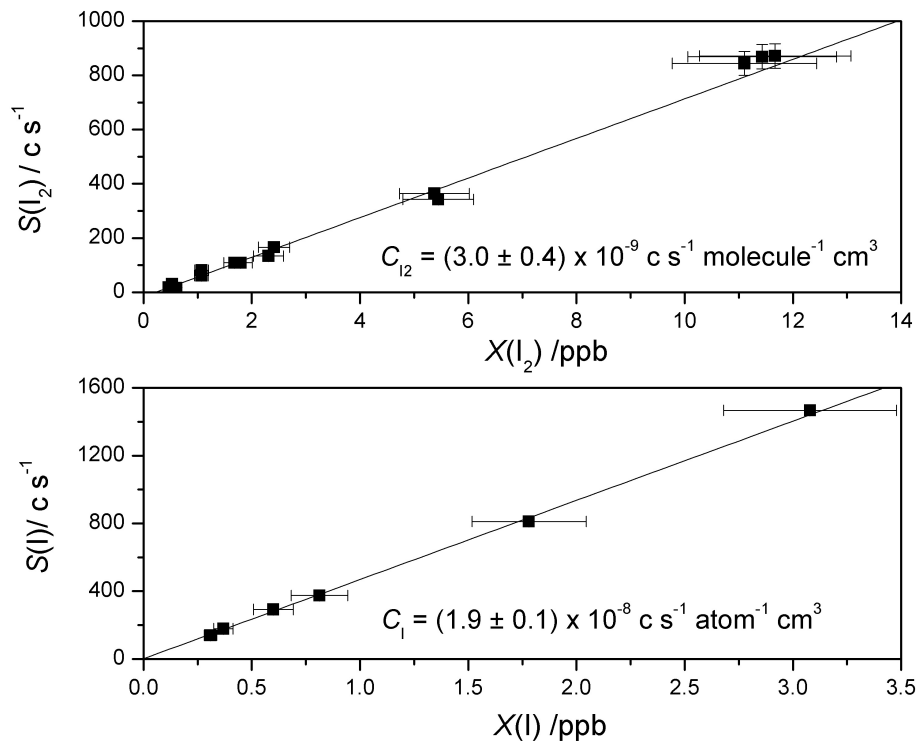 1000
800
600
400
200
0
S(I₂) / c s⁻¹
C_I2 = (3.0 ± 0.4) x 10⁻⁹ c s⁻¹ molecule⁻¹ cm³
0 2 4 6 8 10 12 14
X(I₂) /ppb
1600
1200
800
400
0
S(I)/ c s⁻¹
C_I = (1.9 ± 0.1) x 10⁻⁸ c s⁻¹ atom⁻¹ cm³
0.0 0.5 1.0 1.5 2.0 2.5 3.0 3.5
X(I) /ppb